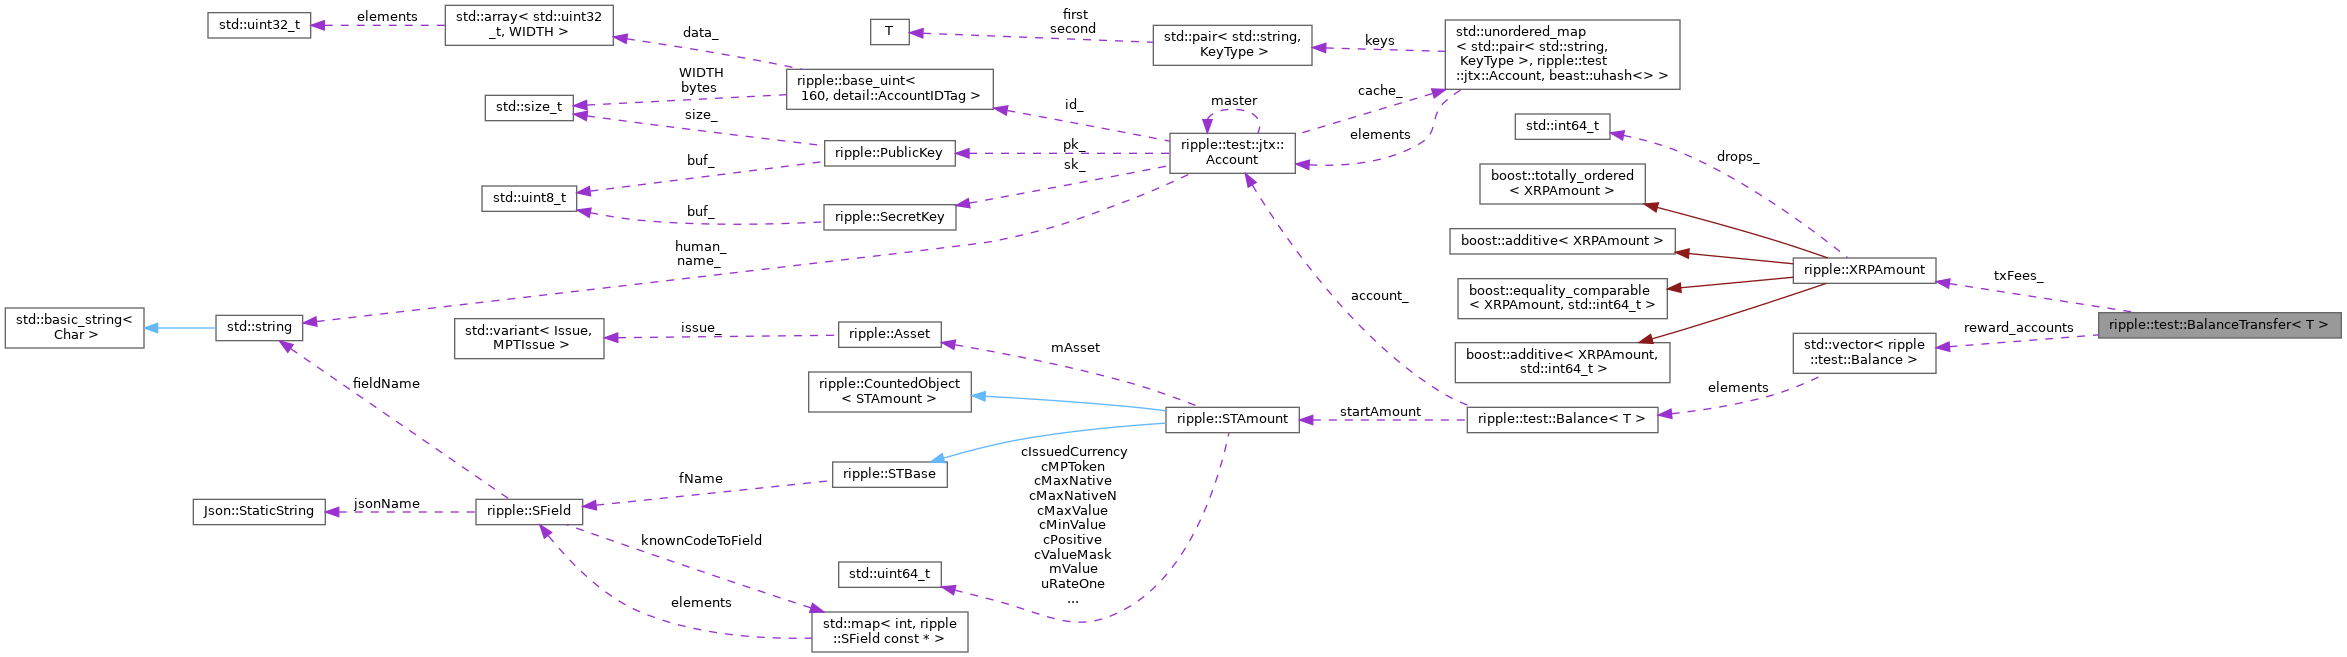 std::uint32_t
elements
std::array< std::uint32
_t, WIDTH >
data_
T
first
second
std::pair< std::string,
KeyType >
keys
std::unordered_map
< std::pair< std::string,
KeyType >, ripple::test
::jtx::Account, beast::uhash<> >
WIDTH
bytes
ripple::base_uint<
160, detail::AccountIDTag >
std::size_t
size_
id_
master
cache_
elements
std::int64_t
drops_
buf_
ripple::PublicKey
pk_
sk_
ripple::test::jtx::
Account
boost::totally_ordered
< XRPAmount >
std::uint8_t
buf_
ripple::SecretKey
human_
name_
boost::additive< XRPAmount >
ripple::XRPAmount
txFees_
boost::equality_comparable
< XRPAmount, std::int64_t >
account_
std::basic_string<
Char >
std::string
std::variant< Issue,
MPTIssue >
issue_
ripple::Asset
mAsset
boost::additive< XRPAmount,
std::int64_t >
reward_accounts
ripple::test::BalanceTransfer< T >
std::vector< ripple
::test::Balance >
elements
fieldName
ripple::CountedObject
< STAmount >
ripple::STAmount
startAmount
ripple::test::Balance< T >
cIssuedCurrency
cMPToken
cMaxNative
cMaxNativeN
cMaxValue
cMinValue
cPositive
cValueMask
mValue
uRateOne
...
fName
ripple::STBase
Json::StaticString
jsonName
ripple::SField
knownCodeToField
std::uint64_t
elements
std::map< int, ripple
::SField const * >